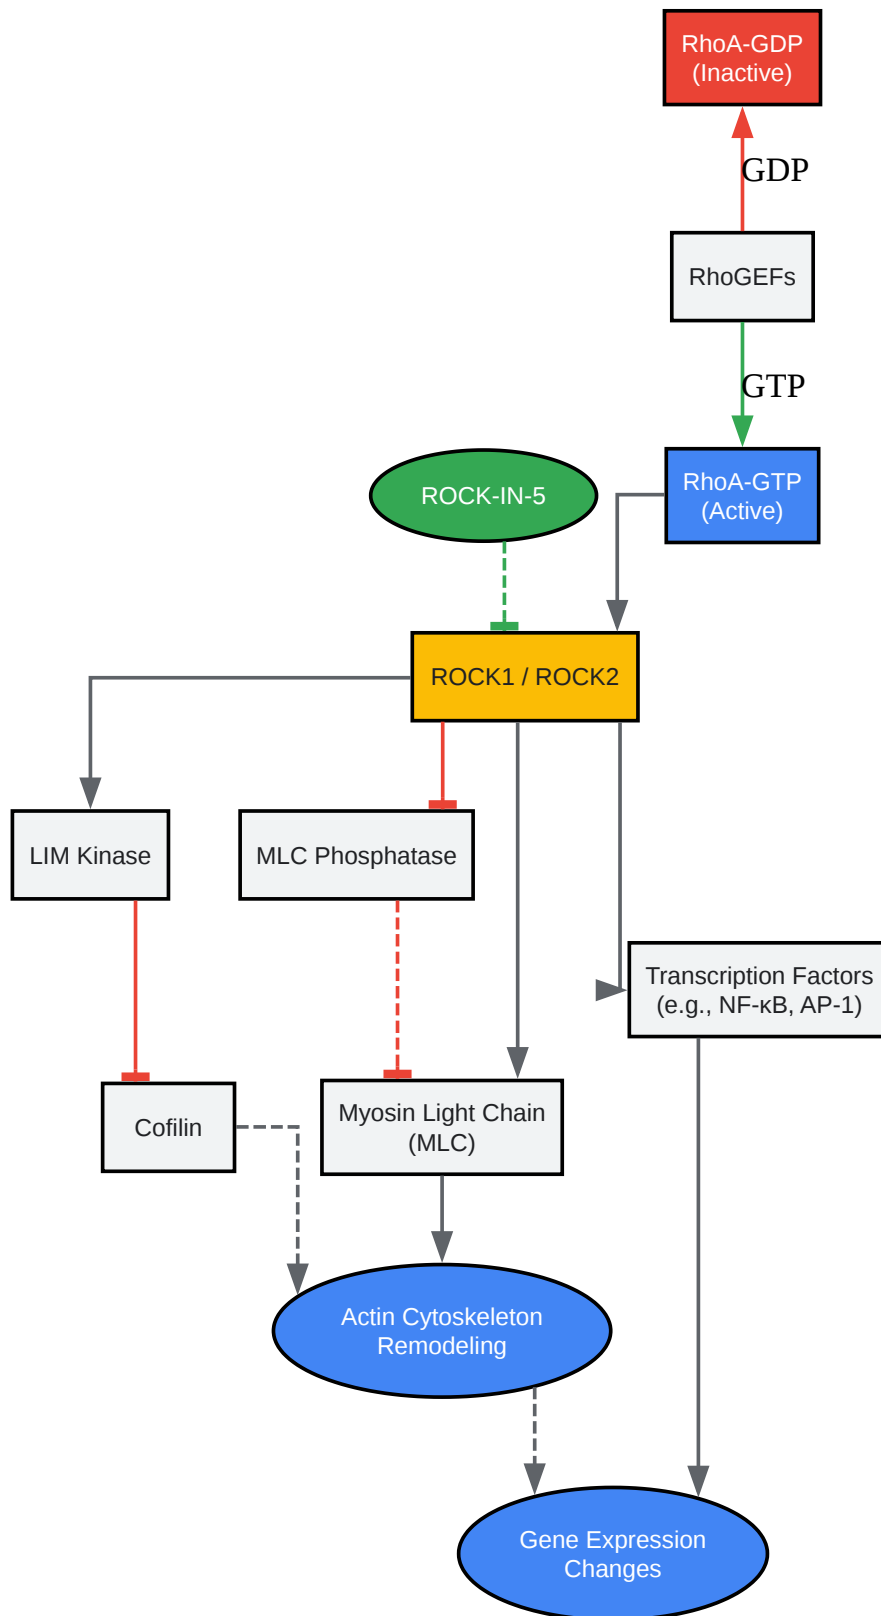 RhoA-GDP
(Inactive)
GDP
RhoGEFs
GTP
ROCK-IN-5
RhoA-GTP
(Active)
ROCK1 / ROCK2
LIM Kinase
MLC Phosphatase
Transcription Factors
(e.g., NF-κB, AP-1)
Cofilin
Myosin Light Chain
(MLC)
Actin Cytoskeleton
Remodeling
Gene Expression
Changes